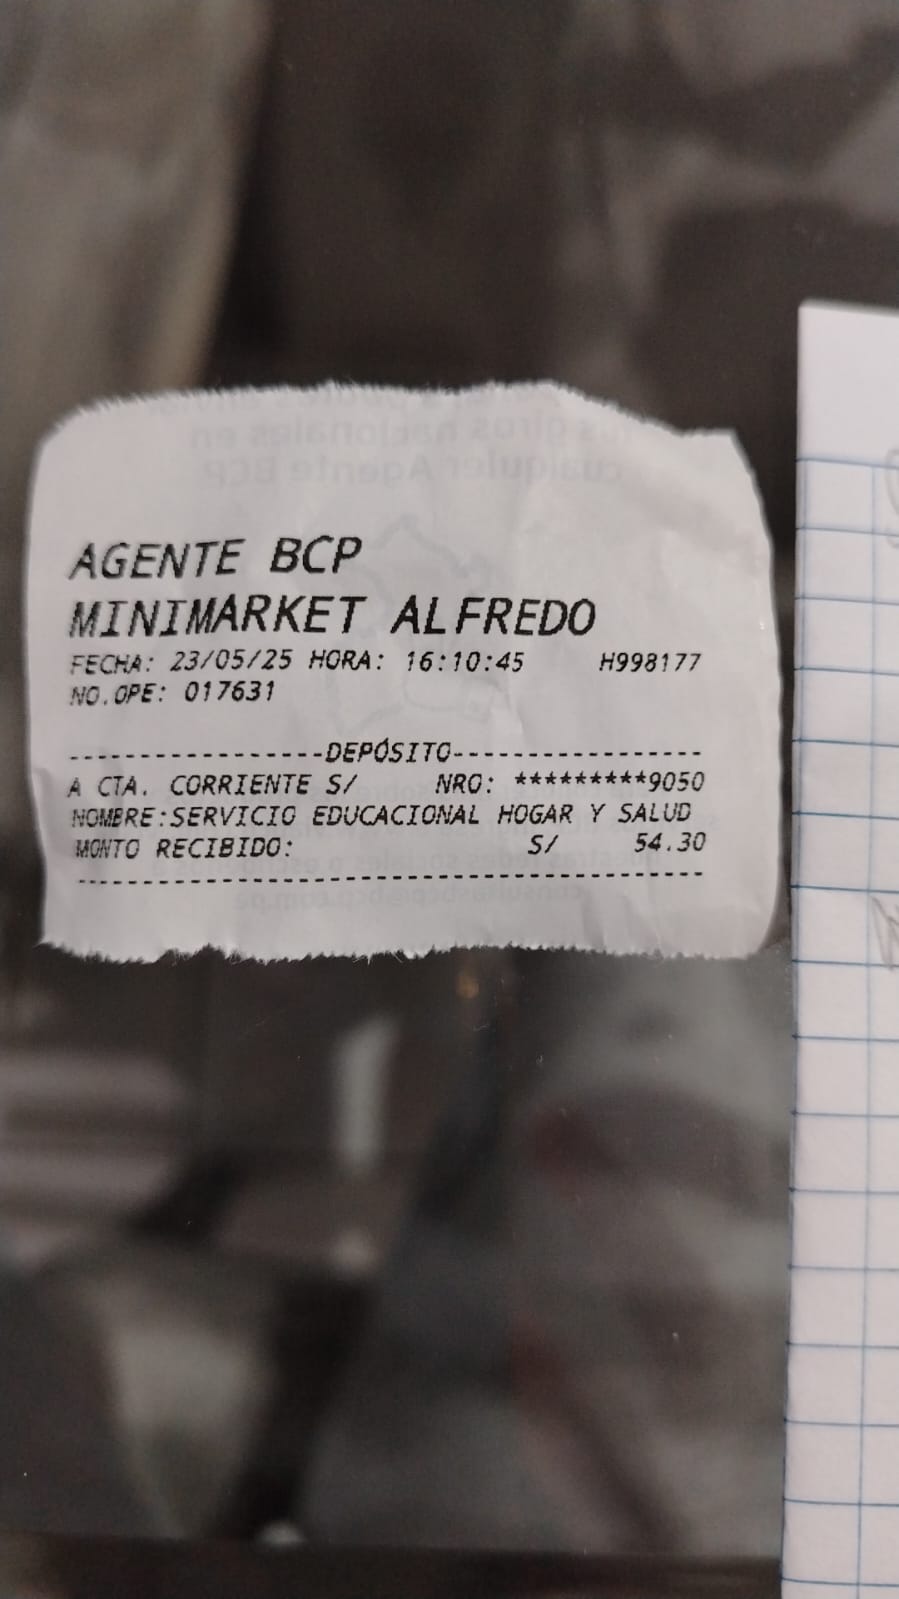 AGENTE BCP
MINIMARKET ALFREDO
FECHA: 23/05/25 HORA: 16:10:45 H998177
NO.OPE: 017631
------------------DEPÓSITO------------------
A CTA. CORRIENTE S/ NRO: *********9050
NOMBRE:SERVICIO EDUCACIONAL HOGAR Y SALUD
MONTO RECIBIDO: S/ 54.30
--------------------------------------------